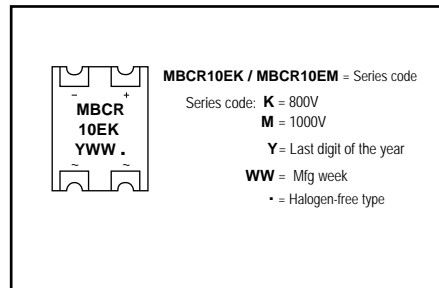 MBCR10EK / MBCR10EM = Series code
Series code: K = 800V
M = 1000V
Y = Last digit of the year
WW = Mfg week
· = Halogen-free type
− +
MBCR
10EK
YWW .
~ ~